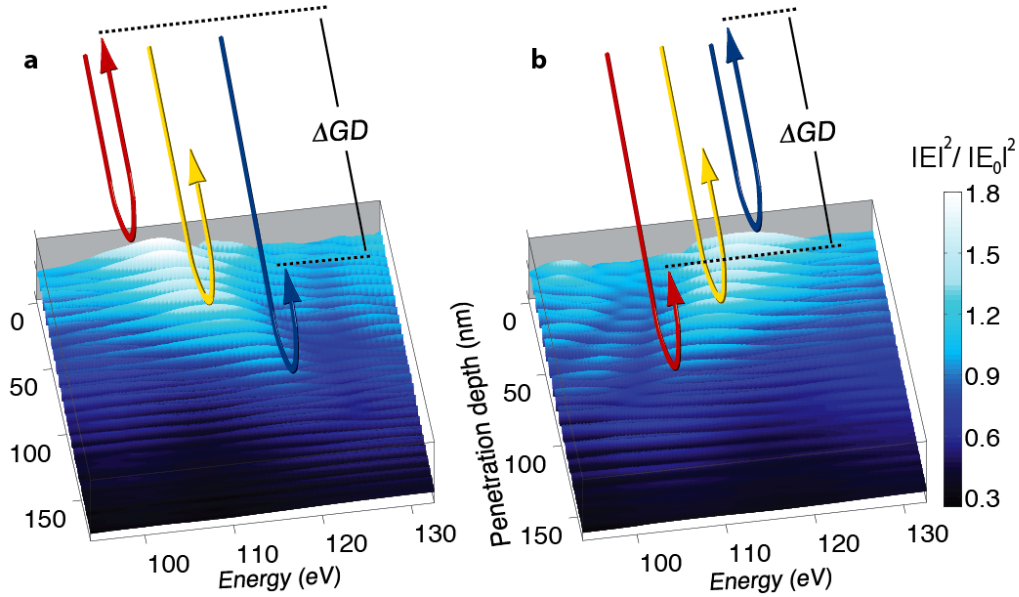 a
b
ΔGD
ΔGD
|E|²/ |E₀|²
1.8
1.5
1.2
0.9
0.6
0.3
0
50
100
150
100
110
120
130
Energy (eV)
Penetration depth (nm)
0
50
100
150
100
110
120
130
Energy (eV)